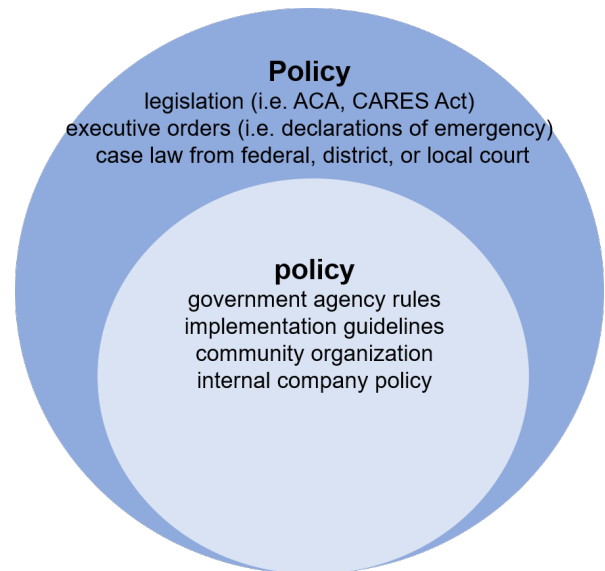 Policy
legislation (i.e. ACA, CARES Act)
executive orders (i.e. declarations of emergency)
case law from federal, district, or local court
policy
government agency rules
implementation guidelines
community organization
internal company policy